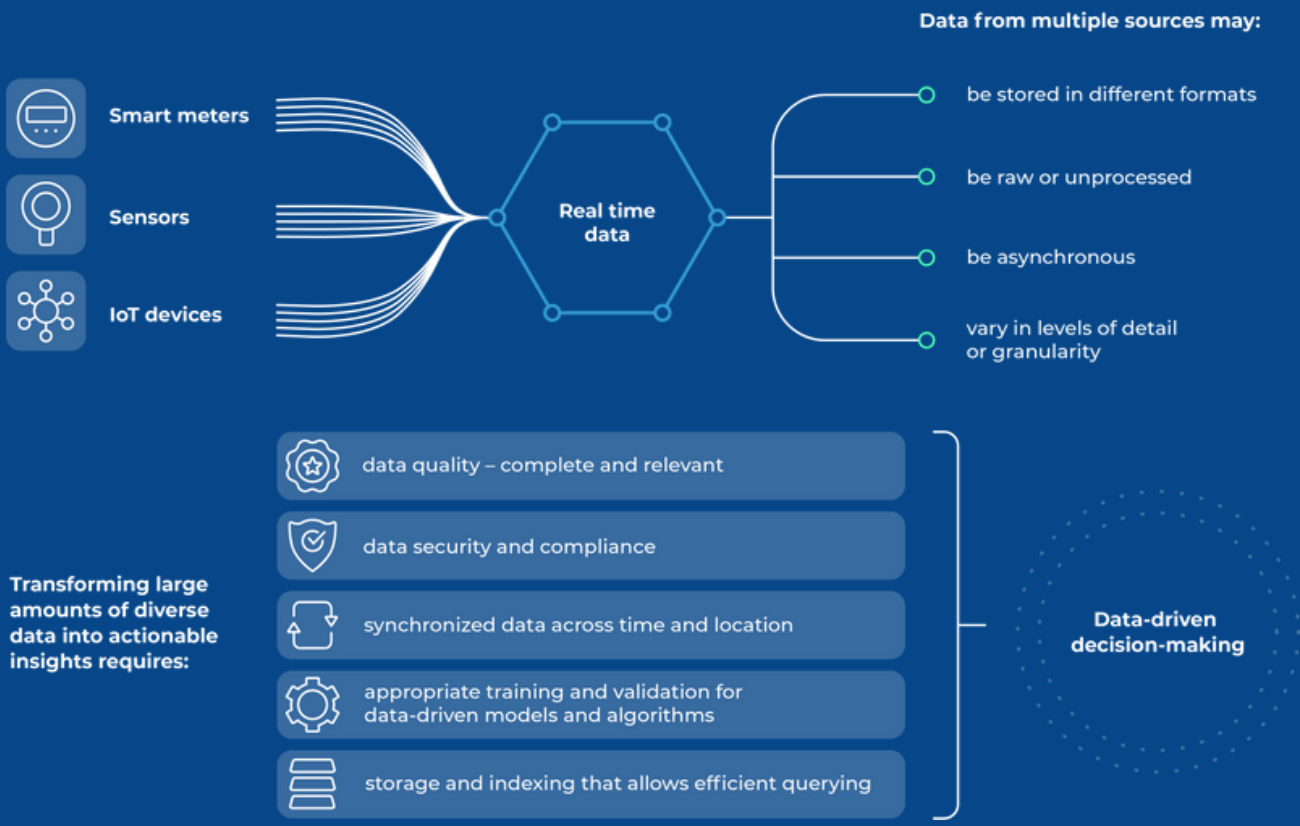 Data from multiple sources may:
Smart meters
Sensors
IoT devices
Real time
data
be stored in different formats
be raw or unprocessed
be asynchronous
vary in levels of detail
or granularity
Transforming large
amounts of diverse
data into actionable
insights requires:
data quality – complete and relevant
data security and compliance
synchronized data across time and location
appropriate training and validation for
data-driven models and algorithms
storage and indexing that allows efficient querying
Data-driven
decision-making